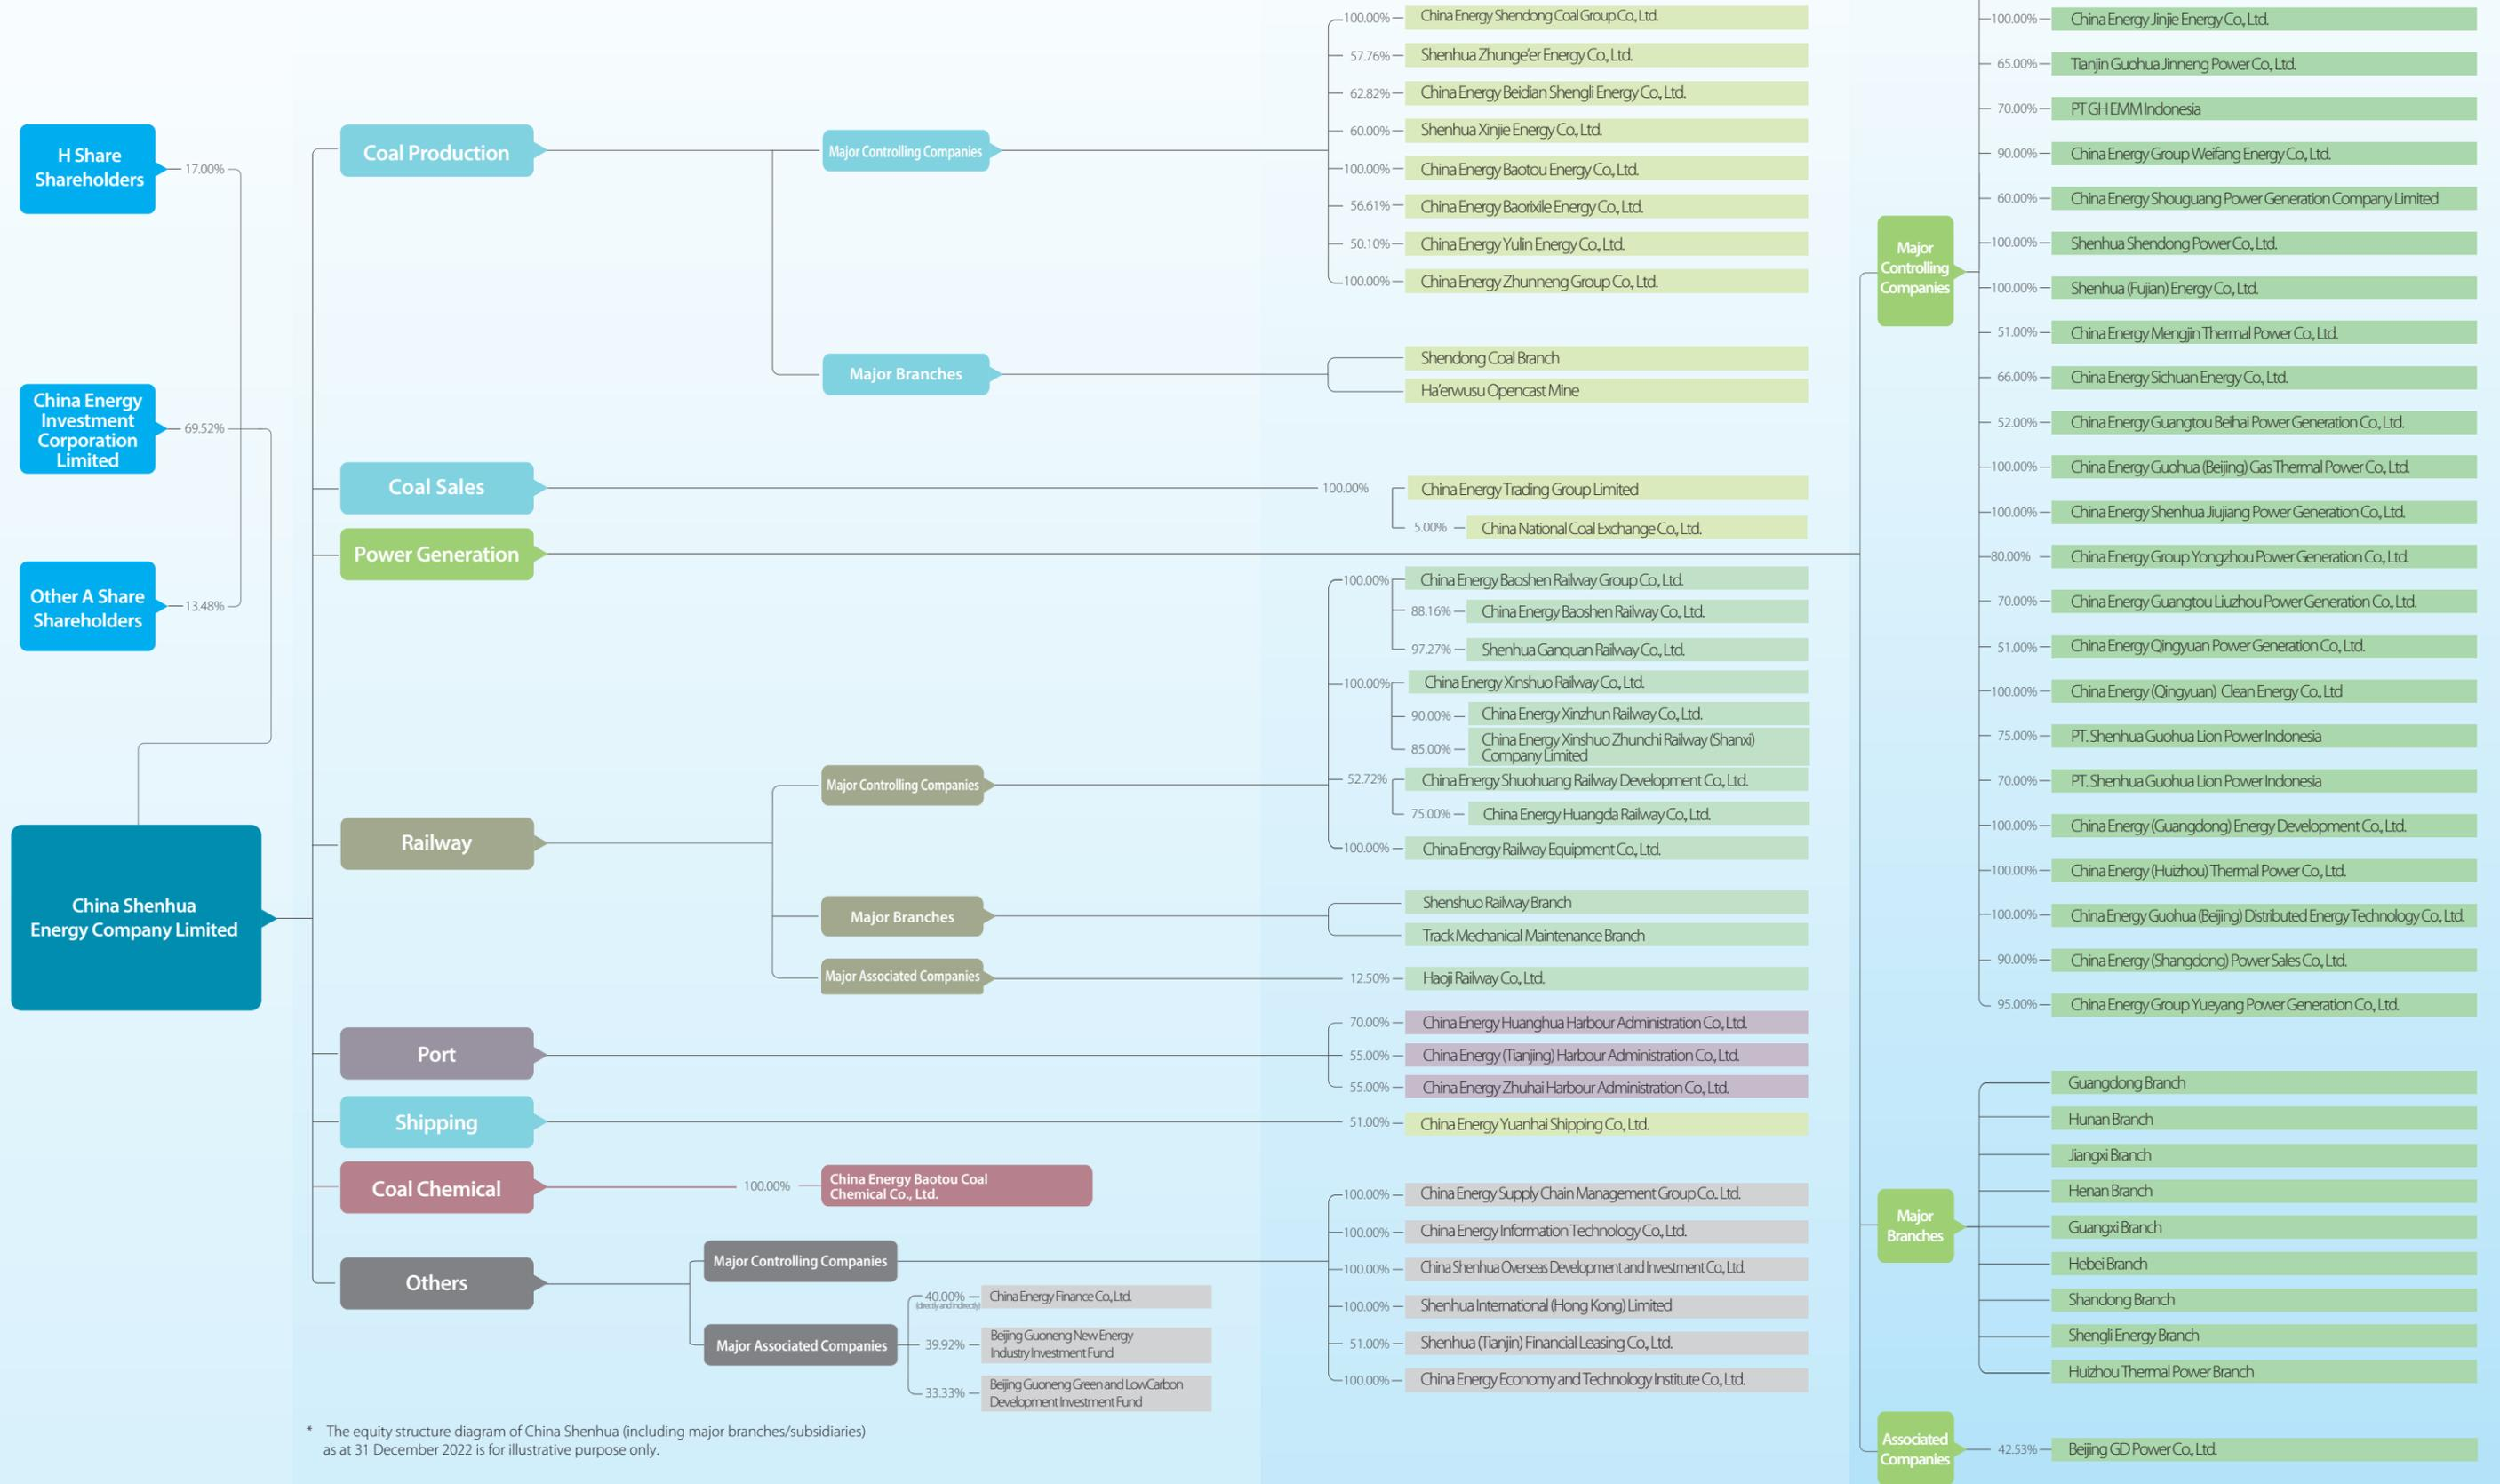 H Share
Shareholders
17.00%
China Energy
Investment
Corporation
Limited
69.52%
Other A Share
Shareholders
13.48%
China Shenhua
Energy Company Limited
Coal Production
Major Controlling Companies
100.00%
China Energy Shendong Coal Group Co., Ltd.
57.76%
Shenhua Zhunge'er Energy Co., Ltd.
62.82%
China Energy Beidian Shengli Energy Co., Ltd.
60.00%
Shenhua Xinjie Energy Co., Ltd.
100.00%
China Energy Baotou Energy Co., Ltd.
56.61%
China Energy Baorixile Energy Co., Ltd.
50.10%
China Energy Yulin Energy Co., Ltd.
100.00%
China Energy Zhunneng Group Co., Ltd.
Major Branches
Shendong Coal Branch
Ha'erwusu Opencast Mine
Coal Sales
100.00%
China Energy Trading Group Limited
5.00%
China National Coal Exchange Co., Ltd.
Power Generation
Major
Controlling
Companies
100.00%
China Energy Jinjie Energy Co., Ltd.
65.00%
Tianjin Guohua Jinneng Power Co., Ltd.
70.00%
PT GH EMM Indonesia
90.00%
China Energy Group Weifang Energy Co., Ltd.
60.00%
China Energy Shouguang Power Generation Company Limited
100.00%
Shenhua Shendong Power Co., Ltd.
100.00%
Shenhua (Fujian) Energy Co., Ltd.
51.00%
China Energy Mengjin Thermal Power Co., Ltd.
66.00%
China Energy Sichuan Energy Co., Ltd.
52.00%
China Energy Guangtou Beihai Power Generation Co., Ltd.
100.00%
China Energy Guohua (Beijing) Gas Thermal Power Co., Ltd.
100.00%
China Energy Shenhua Jiujiang Power Generation Co., Ltd.
80.00%
China Energy Group Yongzhou Power Generation Co., Ltd.
70.00%
China Energy Guangtou Liuzhou Power Generation Co., Ltd.
51.00%
China Energy Qingyuan Power Generation Co., Ltd.
100.00%
China Energy (Qingyuan) Clean Energy Co., Ltd
75.00%
PT. Shenhua Guohua Lion Power Indonesia
70.00%
PT. Shenhua Guohua Lion Power Indonesia
100.00%
China Energy (Guangdong) Energy Development Co., Ltd.
100.00%
China Energy (Huizhou) Thermal Power Co., Ltd.
100.00%
China Energy Guohua (Beijing) Distributed Energy Technology Co., Ltd.
90.00%
China Energy (Shangdong) Power Sales Co., Ltd.
95.00%
China Energy Group Yueyang Power Generation Co., Ltd.
Major
Branches
Guangdong Branch
Hunan Branch
Jiangxi Branch
Henan Branch
Guangxi Branch
Hebei Branch
Shandong Branch
Shengli Energy Branch
Huizhou Thermal Power Branch
Associated
Companies
42.53%
Beijing GD Power Co., Ltd.
Railway
Major Controlling Companies
100.00%
China Energy Baoshen Railway Group Co., Ltd.
88.16%
China Energy Baoshen Railway Co., Ltd.
97.27%
Shenhua Ganquan Railway Co., Ltd.
100.00%
China Energy Xinshuo Railway Co., Ltd.
90.00%
China Energy Xinzhun Railway Co., Ltd.
85.00%
China Energy Xinshuo Zhunchi Railway (Shanxi)
Company Limited
52.72%
China Energy Shuohuang Railway Development Co., Ltd.
75.00%
China Energy Huangda Railway Co., Ltd.
100.00%
China Energy Railway Equipment Co., Ltd.
Major Branches
Shenshuo Railway Branch
Track Mechanical Maintenance Branch
Major Associated Companies
12.50%
Haoji Railway Co., Ltd.
Port
70.00%
China Energy Huanghua Harbour Administration Co., Ltd.
55.00%
China Energy (Tianjing) Harbour Administration Co., Ltd.
55.00%
China Energy Zhuhai Harbour Administration Co., Ltd.
Shipping
51.00%
China Energy Yuanhai Shipping Co., Ltd.
Coal Chemical
100.00%
China Energy Baotou Coal
Chemical Co., Ltd.
Others
Major Controlling Companies
100.00%
China Energy Supply Chain Management Group Co. Ltd.
100.00%
China Energy Information Technology Co., Ltd.
100.00%
China Shenhua Overseas Development and Investment Co., Ltd.
100.00%
Shenhua International (Hong Kong) Limited
51.00%
Shenhua (Tianjin) Financial Leasing Co., Ltd.
100.00%
China Energy Economy and Technology Institute Co., Ltd.
Major Associated Companies
40.00%
(directly and indirectly)
China Energy Finance Co., Ltd.
39.92%
Beijing Guoneng New Energy
Industry Investment Fund
33.33%
Beijing Guoneng Green and LowCarbon
Development Investment Fund
* The equity structure diagram of China Shenhua (including major branches/subsidiaries)
as at 31 December 2022 is for illustrative purpose only.